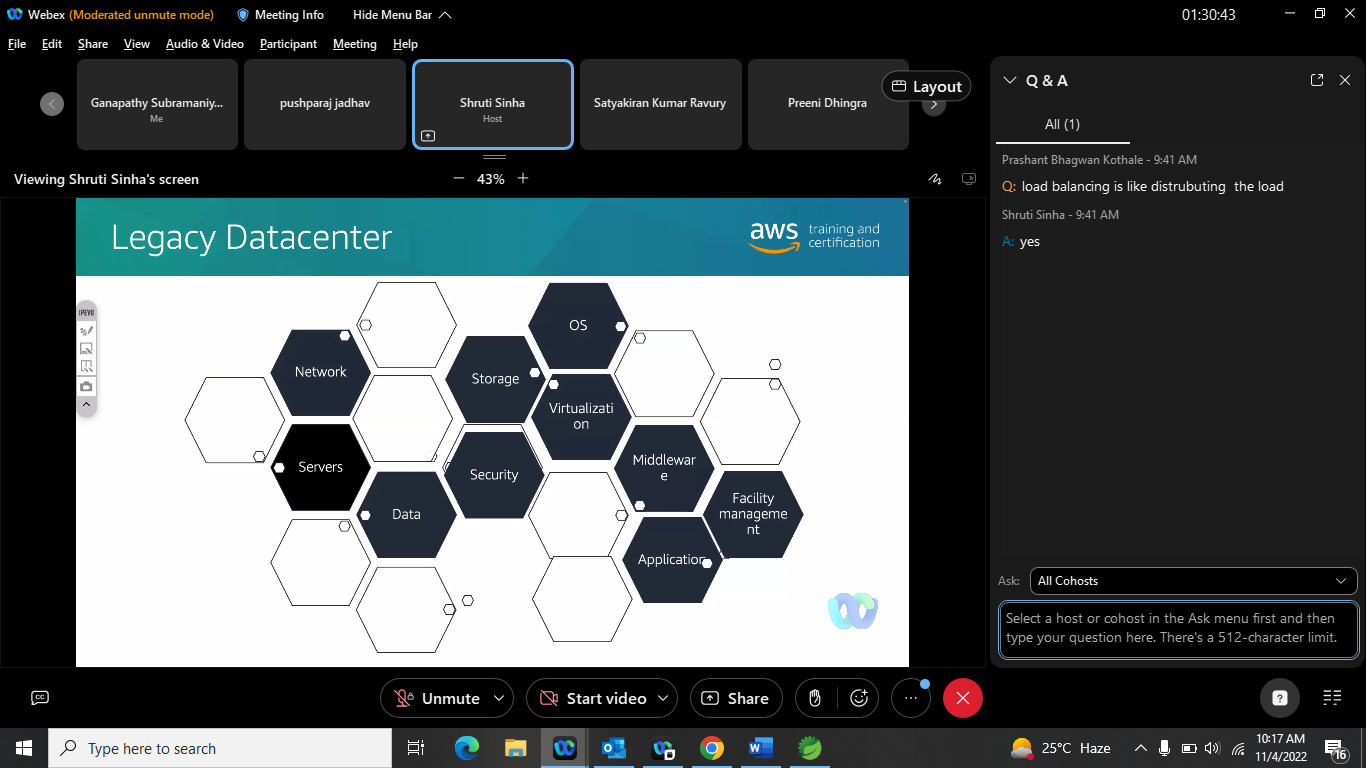 Webex (Moderated unmute mode) Meeting Info Hide Menu Bar 01:30:43
File Edit Share View Audio & Video Participant Meeting Help
Ganapathy Subramaniy...
Me
pushparaj jadhav
Shruti Sinha
Host
Satyakiran Kumar Ravury
Preeni Dhingra
Layout
Viewing Shruti Sinha's screen
43%
Legacy Datacenter
aws training and
certification
IPEVO
OS
Network
Storage
Virtualizati
on
Servers
Security
Middlewar
e
Data
Facility
manageme
nt
Application
Q & A
All (1)
Prashant Bhagwan Kothale - 9:41 AM
Q: load balancing is like distrubuting the load
Shruti Sinha - 9:41 AM
A: yes
Ask: All Cohosts
Select a host or cohost in the Ask menu first and then
type your question here. There's a 512-character limit.
CC
Unmute
Start video
Share
?
Type here to search
25°C Haze
10:17 AM
11/4/2022
16